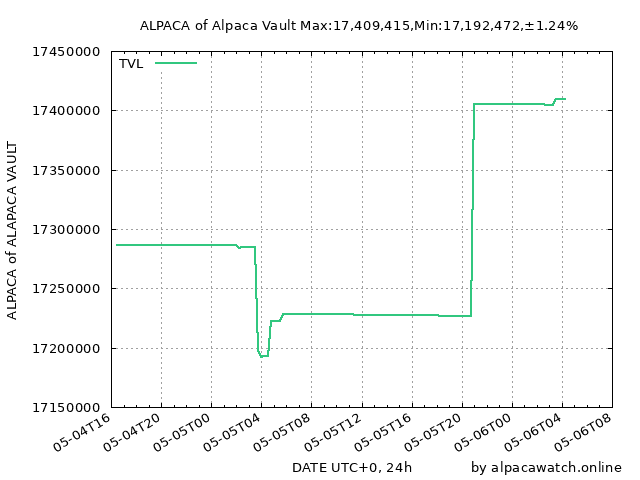 ALPACA of Alpaca Vault Max:17,409,415,Min:17,192,472,±1.24%
TVL
17450000
17400000
17350000
17300000
17250000
17200000
17150000
ALPACA of ALAPACA VAULT
05-04T16
05-04T20
05-05T00
05-05T04
05-05T08
05-05T12
05-05T16
05-05T20
05-06T00
05-06T04
05-06T08
DATE UTC+0, 24h
by alpacawatch.online